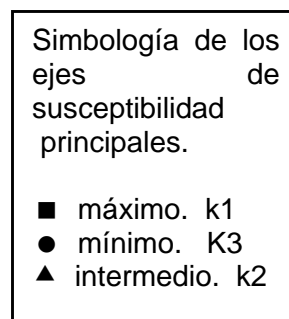 Simbología de los
ejes de
susceptibilidad
principales.
■ máximo. k1
● mínimo. K3
▲ intermedio. k2